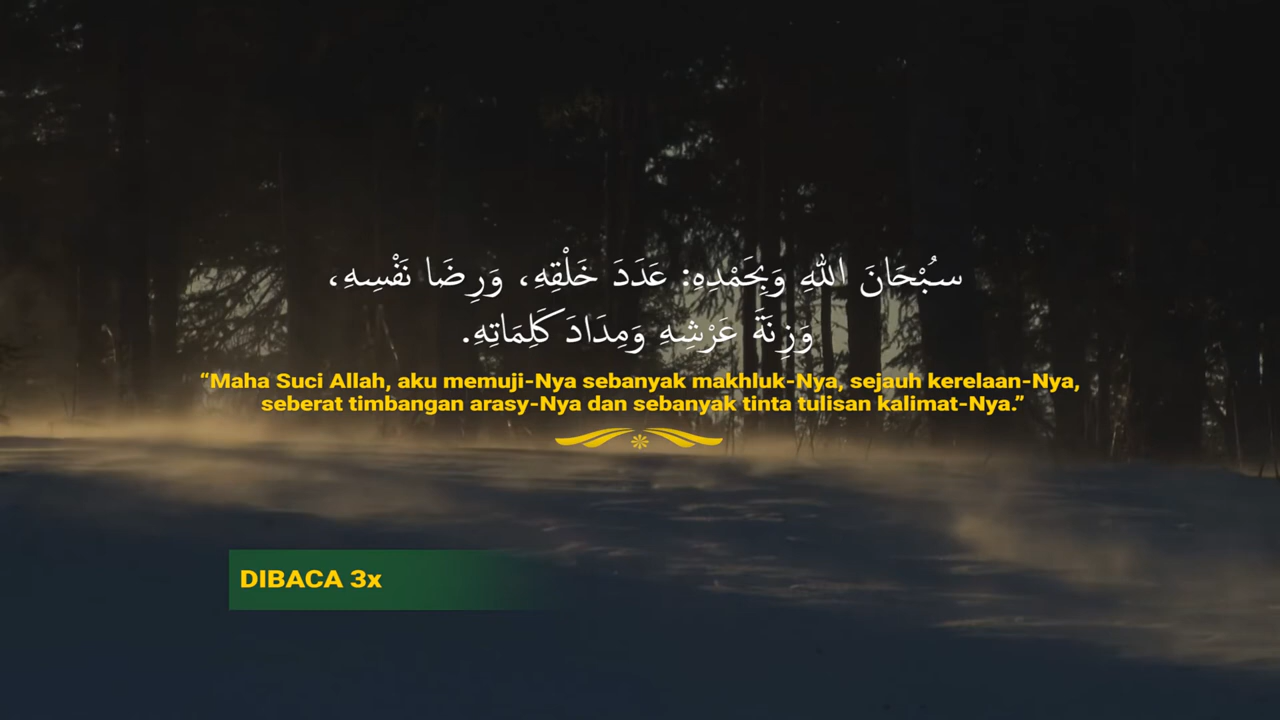 سُبْحَانَ اللهِ وَبِحَمْدِهِ: عَدَدَ خَلْقِهِ، وَرِضَا نَفْسِهِ،
وَزِنَةَ عَرْشِهِ وَمِدَادَ كَلِمَاتِهِ.
“Maha Suci Allah, aku memuji-Nya sebanyak makhluk-Nya, sejauh kerelaan-Nya,
seberat timbangan arasy-Nya dan sebanyak tinta tulisan kalimat-Nya.”
DIBACA 3x